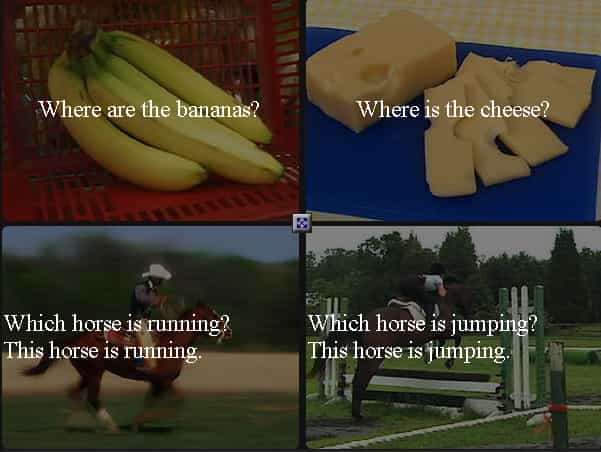 Where are the bananas?
Where is the cheese?
Which horse is running?
This horse is running.
Which horse is jumping?
This horse is jumping.